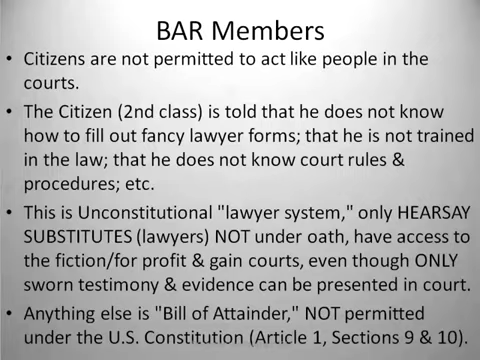 BAR Members
• Citizens are not permitted to act like people in the
courts.
• The Citizen (2nd class) is told that he does not know
how to fill out fancy lawyer forms; that he is not trained
in the law; that he does not know court rules &
procedures; etc.
• This is Unconstitutional "lawyer system," only HEARSAY
SUBSTITUTES (lawyers) NOT under oath, have access to
the fiction/for profit & gain courts, even though ONLY
sworn testimony & evidence can be presented in court.
• Anything else is "Bill of Attainder," NOT permitted
under the U.S. Constitution (Article 1, Sections 9 & 10).